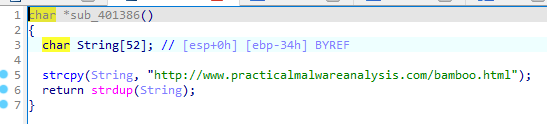 1 char *sub_401386()
2 {
3 char String[52]; // [esp+0h] [ebp-34h] BYREF
4
5 strcpy(String, "http://www.practicalmalwareanalysis.com/bamboo.html");
6 return strdup(String);
7 }